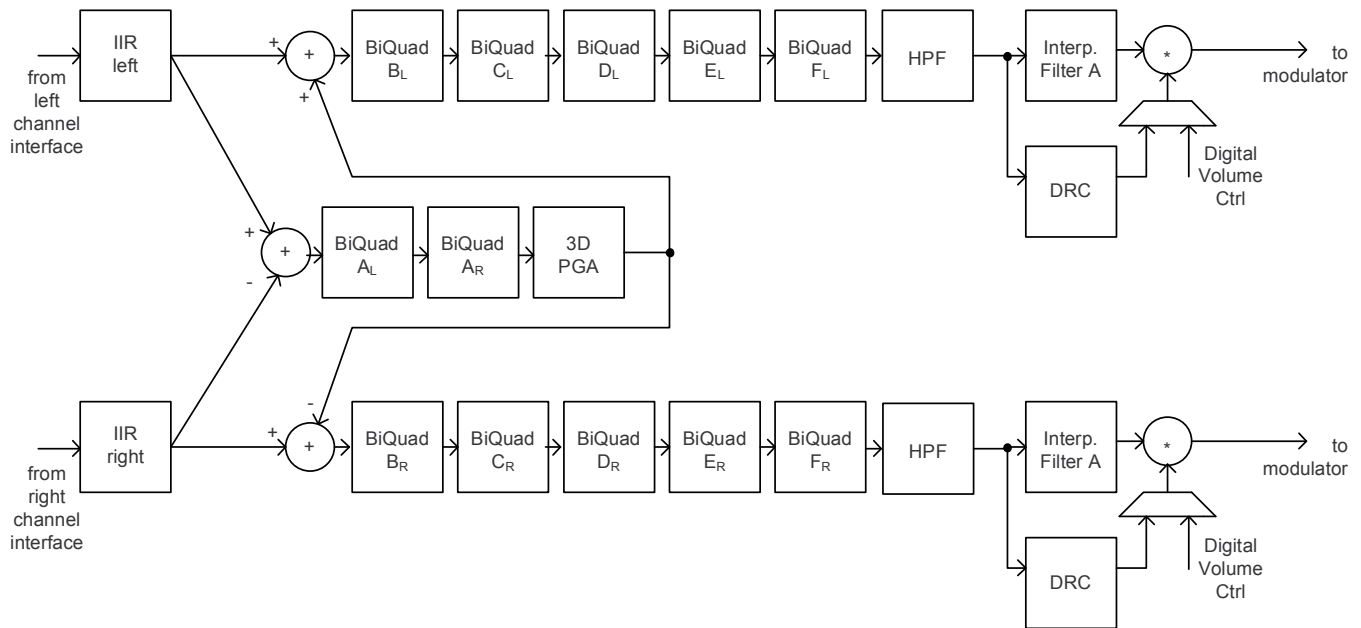 IIR
left
from
left
channel
interface
+
+
+
BiQuad
BL
BiQuad
CL
BiQuad
DL
BiQuad
EL
BiQuad
FL
HPF
Interp.
Filter A
*
to
modulator
DRC
Digital
Volume
Ctrl
+
-
+
BiQuad
AL
BiQuad
AR
3D
PGA
IIR
right
from
right
channel
interface
-
+
+
BiQuad
BR
BiQuad
CR
BiQuad
DR
BiQuad
ER
BiQuad
FR
HPF
Interp.
Filter A
*
to
modulator
DRC
Digital
Volume
Ctrl